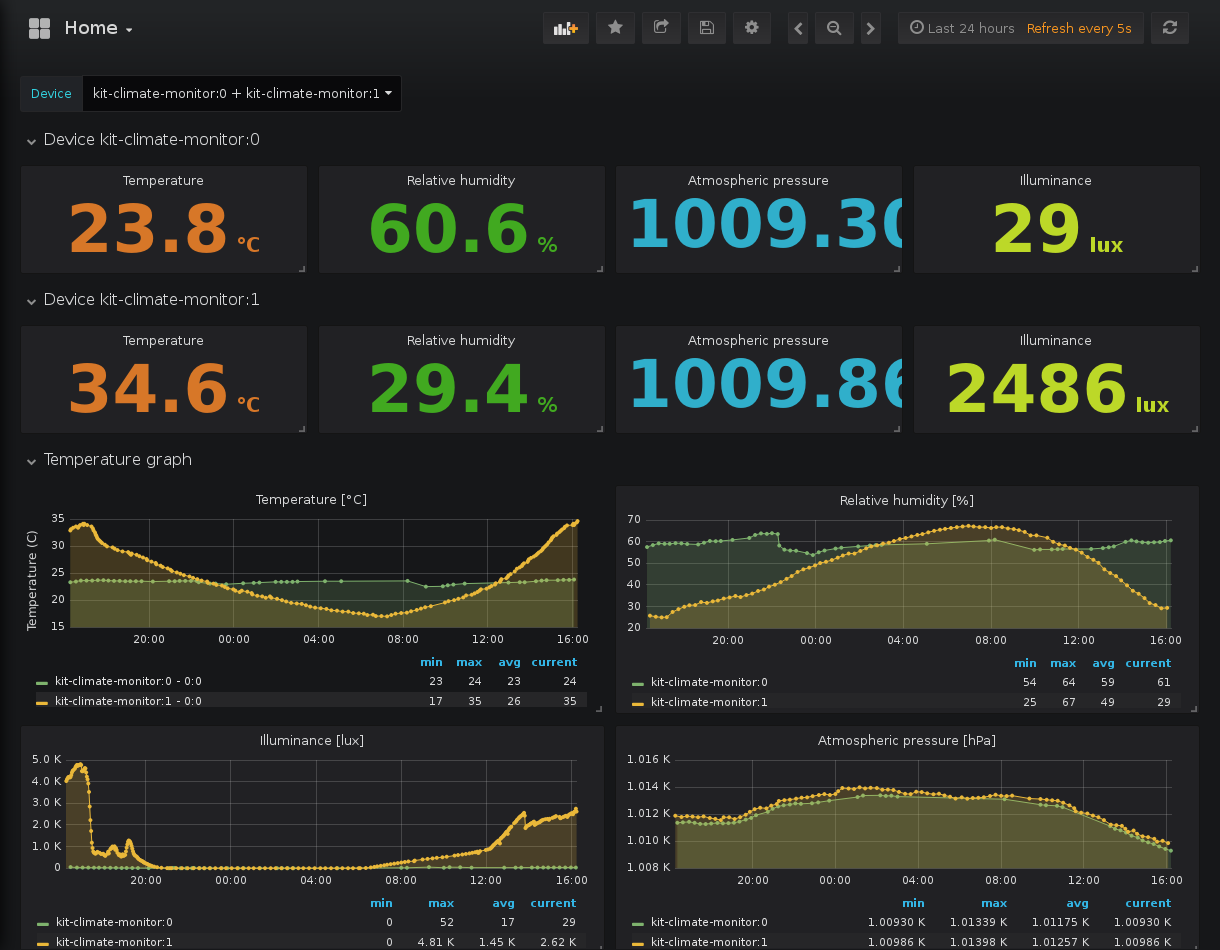 Home
Last 24 hours Refresh every 5s
Device kit-climate-monitor:0 + kit-climate-monitor:1
Device kit-climate-monitor:0
Temperature Relative humidity Atmospheric pressure Illuminance
23.8 °C 60.6 % 1009.30 29 lux
Device kit-climate-monitor:1
Temperature Relative humidity Atmospheric pressure Illuminance
34.6 °C 29.4 % 1009.86 2486 lux
Temperature graph
Temperature [°C]
Temperature (C)
35
30
25
20
15
20:00 00:00 04:00 08:00 12:00 16:00
min max avg current
kit-climate-monitor:0 - 0:0 23 24 23 24
kit-climate-monitor:1 - 0:0 17 35 26 35
Relative humidity [%]
70
60
50
40
30
20
20:00 00:00 04:00 08:00 12:00 16:00
min max avg current
kit-climate-monitor:0 54 64 59 61
kit-climate-monitor:1 25 67 49 29
Illuminance [lux]
5.0 K
4.0 K
3.0 K
2.0 K
1.0 K
0
20:00 00:00 04:00 08:00 12:00 16:00
min max avg current
kit-climate-monitor:0 0 52 17 29
kit-climate-monitor:1 0 4.81 K 1.45 K 2.62 K
Atmospheric pressure [hPa]
1.016 K
1.014 K
1.012 K
1.010 K
1.008 K
20:00 00:00 04:00 08:00 12:00 16:00
min max avg current
kit-climate-monitor:0 1.00930 K 1.01339 K 1.01175 K 1.00930 K
kit-climate-monitor:1 1.00986 K 1.01398 K 1.01257 K 1.00986 K